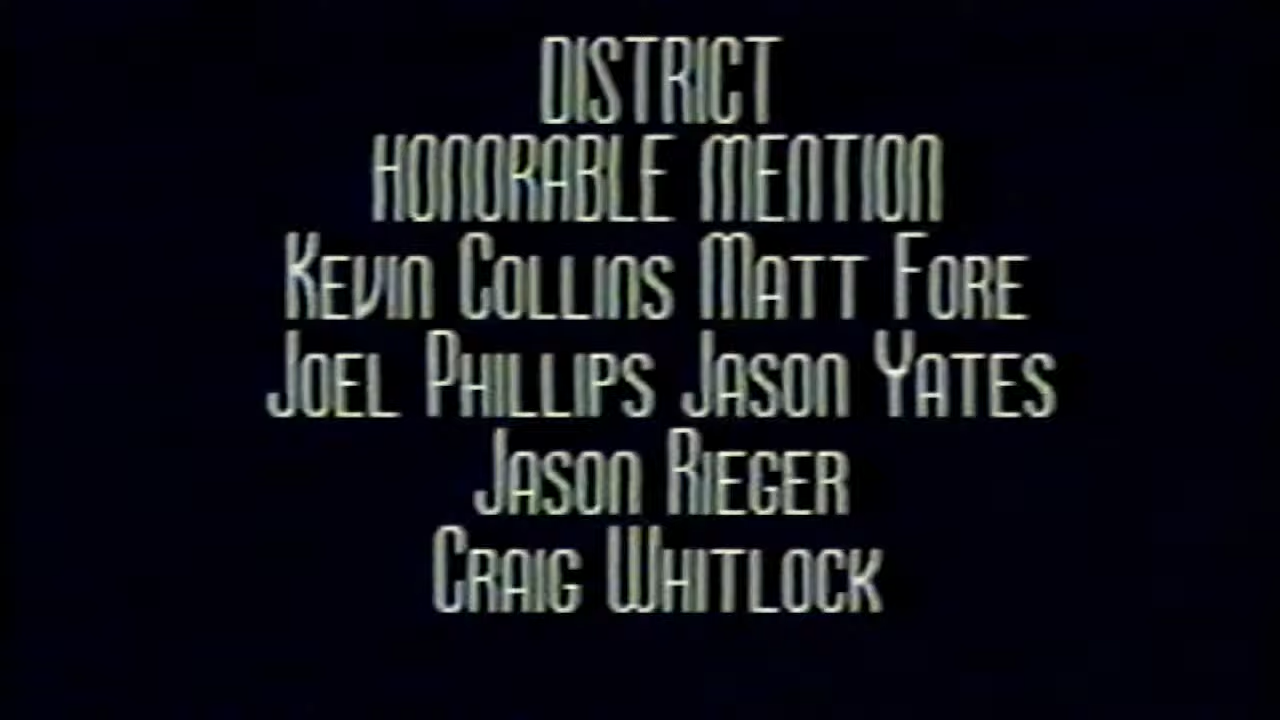 DISTRICT
HONORABLE MENTION
KEVIN COLLINS MATT FORE
JOEL PHILLIPS JASON YATES
JASON RIEGER
CRAIG WHITLOCK